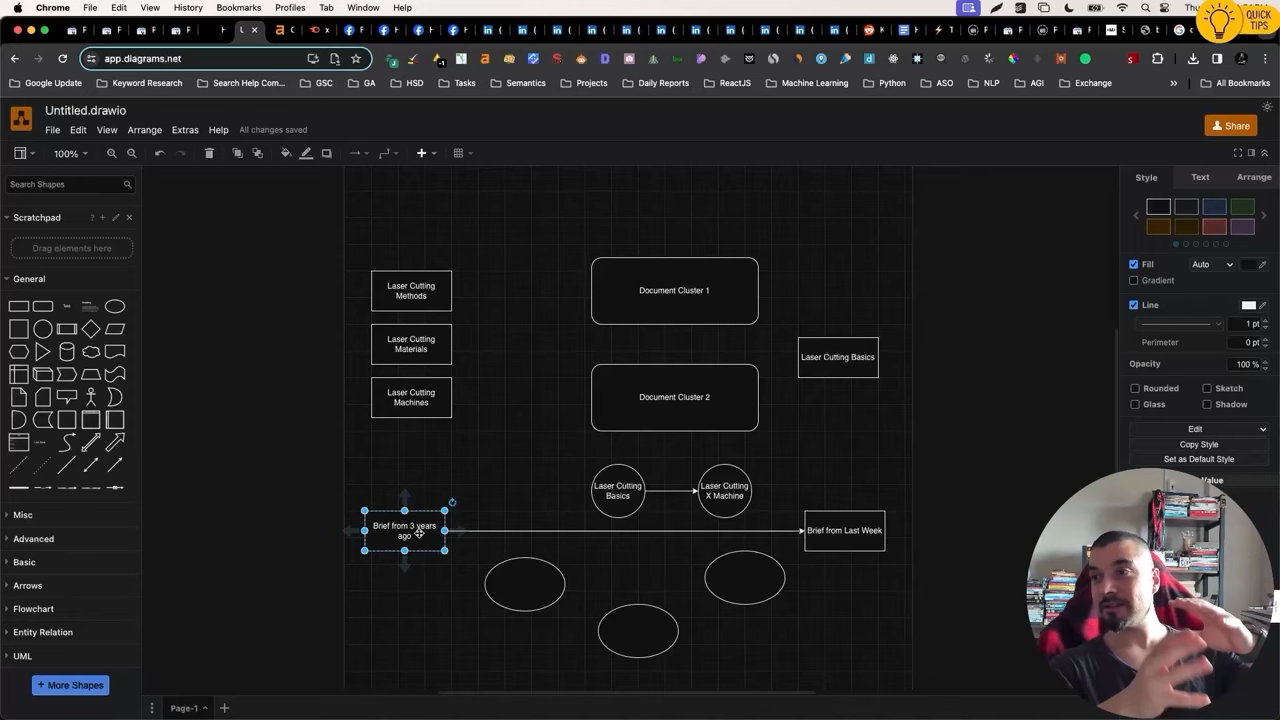 Chrome File Edit View History Bookmarks Profiles Tab Window Help
QUICK TIPS
app.diagrams.net
Google Update Keyword Research Search Help Com... GSC GA HSD Tasks Semantics Projects Daily Reports ReactJS Machine Learning Python ASO NLP AGI Exchange » All Bookmarks
Untitled.drawio
File Edit View Arrange Extras Help All changes saved
Share
100%
Search Shapes
Style Text Arrange
Scratchpad
Drag elements here
General
Text
Fill Auto
Gradient
Line
1 pt
Perimeter 0 pt
Opacity 100 %
Rounded Sketch
Glass Shadow
Edit
Copy Style
Set as Default Style
Value
Laser Cutting
Methods
Laser Cutting
Materials
Laser Cutting
Machines
Document Cluster 1
Laser Cutting Basics
Document Cluster 2
Laser Cutting
Basics
Laser Cutting
X Machine
Brief from 3 years
ago
Brief from Last Week
Misc
Advanced
Basic
Arrows
Flowchart
Entity Relation
UML
+ More Shapes
Page-1